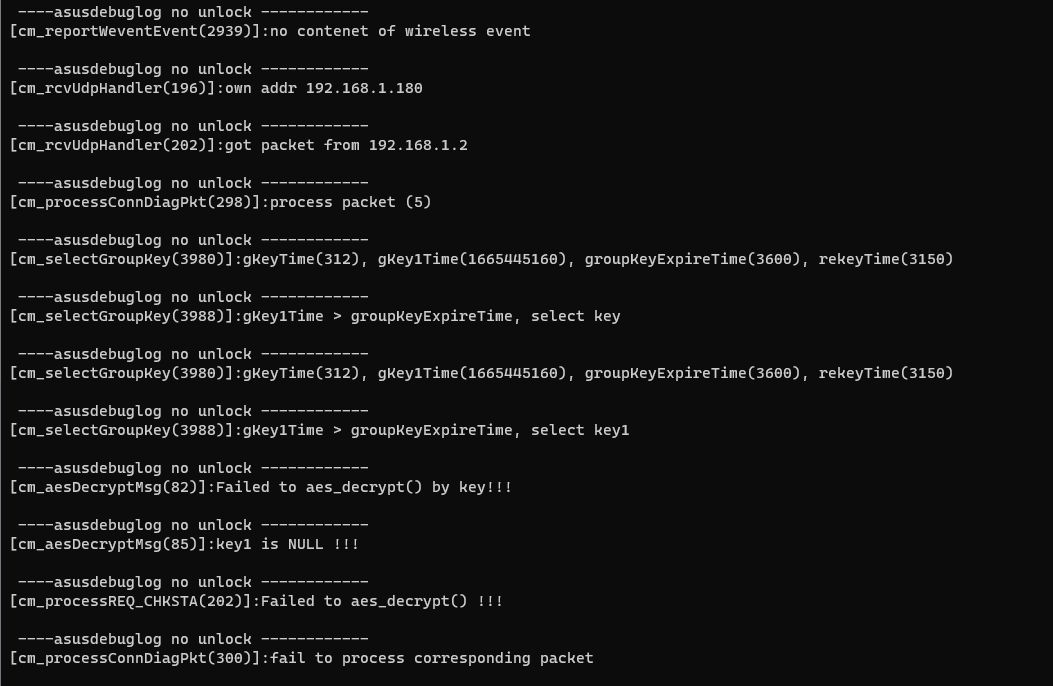 ----asusdebuglog no unlock ------------
[cm_reportWeventEvent(2939)]:no contenet of wireless event
----asusdebuglog no unlock ------------
[cm_rcvUdpHandler(196)]:own addr 192.168.1.180
----asusdebuglog no unlock ------------
[cm_rcvUdpHandler(202)]:got packet from 192.168.1.2
----asusdebuglog no unlock ------------
[cm_processConnDiagPkt(298)]:process packet (5)
----asusdebuglog no unlock ------------
[cm_selectGroupKey(3980)]:gKeyTime(312), gKey1Time(1665445160), groupKeyExpireTime(3600), rekeyTime(3150)
----asusdebuglog no unlock ------------
[cm_selectGroupKey(3988)]:gKey1Time > groupKeyExpireTime, select key
----asusdebuglog no unlock ------------
[cm_selectGroupKey(3980)]:gKeyTime(312), gKey1Time(1665445160), groupKeyExpireTime(3600), rekeyTime(3150)
----asusdebuglog no unlock ------------
[cm_selectGroupKey(3988)]:gKey1Time > groupKeyExpireTime, select key1
----asusdebuglog no unlock ------------
[cm_aesDecryptMsg(82)]:Failed to aes_decrypt() by key!!!
----asusdebuglog no unlock ------------
[cm_aesDecryptMsg(85)]:key1 is NULL !!!
----asusdebuglog no unlock ------------
[cm_processREQ_CHKSTA(202)]:Failed to aes_decrypt() !!!
----asusdebuglog no unlock ------------
[cm_processConnDiagPkt(300)]:fail to process corresponding packet